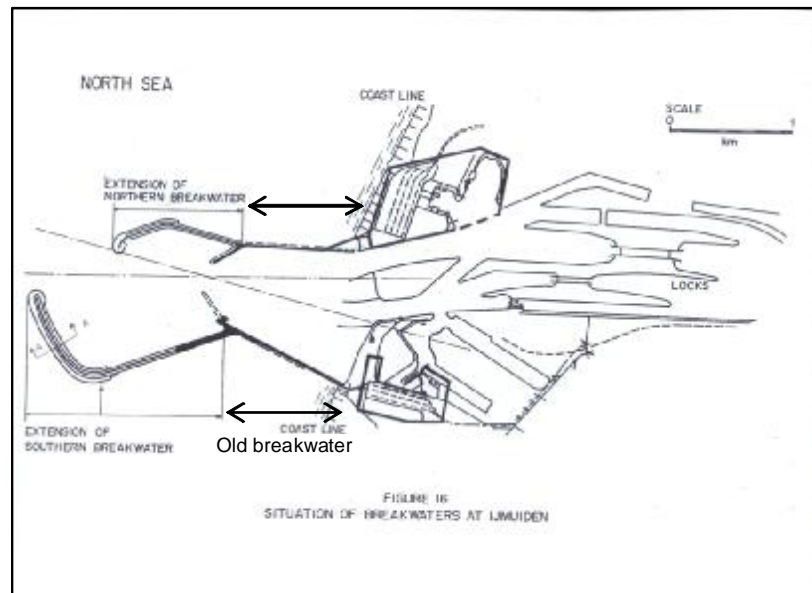 NORTH SEA
COAST LINE
SCALE
0 1
km
EXTENSION OF
NORTHERN BREAKWATER
LOCKS
A
EXTENSION OF
SOUTHERN BREAKWATER
Old breakwater
COAST LINE
FIGURE 16
SITUATION OF BREAKWATERS AT IJMUIDEN